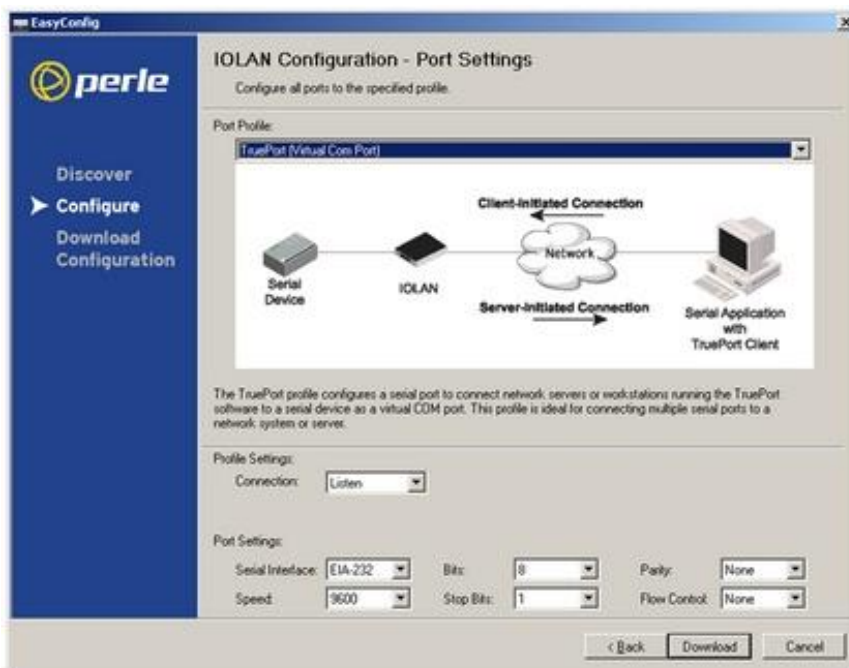 EasyConfig
perle
Discover
Configure
Download
Configuration
IOLAN Configuration - Port Settings
Configure all ports to the specified profile.
Port Profile:
TruePort (Virtual Com Port)
Client-Initiated Connection
Network
Serial
Device
IOLAN
Server-Initiated Connection
Serial Application
with
TruePort Client
The TruePort profile configures a serial port to connect network servers or workstations running the TruePort
software to a serial device as a virtual COM port. This profile is ideal for connecting multiple serial ports to a
network system or server.
Profile Settings:
Connection: Listen
Port Settings:
Serial Interface: EIA-232 Bits: 8 Parity: None
Speed: 9600 Stop Bits: 1 Flow Control: None
< Back Download Cancel